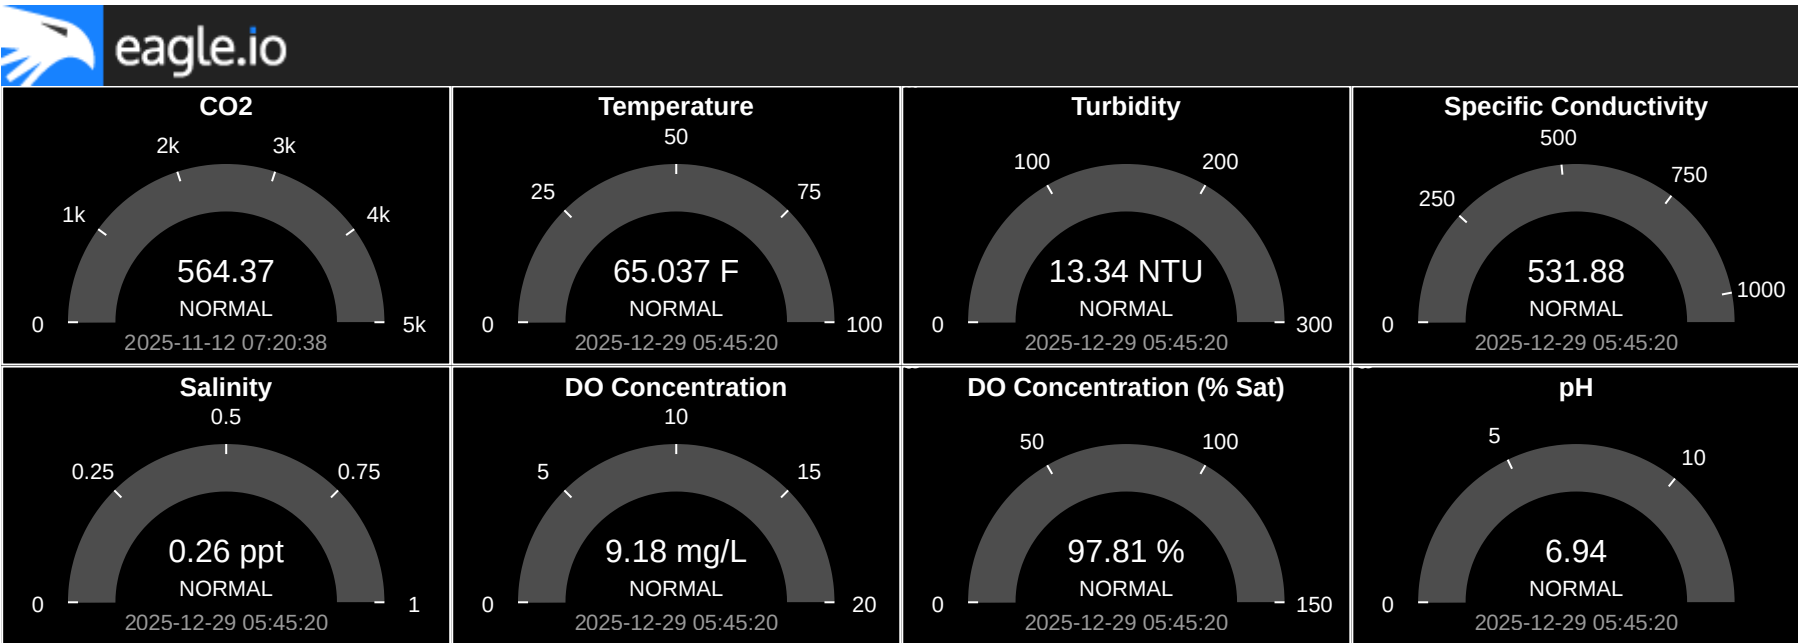 eagle.io
CO2
2k
3k
1k
4k
0
564.37
NORMAL
5k
2025-11-12 07:20:38
Temperature
50
25
75
0
65.037 F
NORMAL
100
2025-12-29 05:45:20
Turbidity
100
200
0
13.34 NTU
NORMAL
300
2025-12-29 05:45:20
Specific Conductivity
500
250
750
1000
0
531.88
NORMAL
2025-12-29 05:45:20
Salinity
0.5
0.25
0.75
0
0.26 ppt
NORMAL
1
2025-12-29 05:45:20
DO Concentration
10
5
15
0
9.18 mg/L
NORMAL
20
2025-12-29 05:45:20
DO Concentration (% Sat)
50
100
0
97.81 %
NORMAL
150
2025-12-29 05:45:20
pH
5
10
0
6.94
NORMAL
2025-12-29 05:45:20